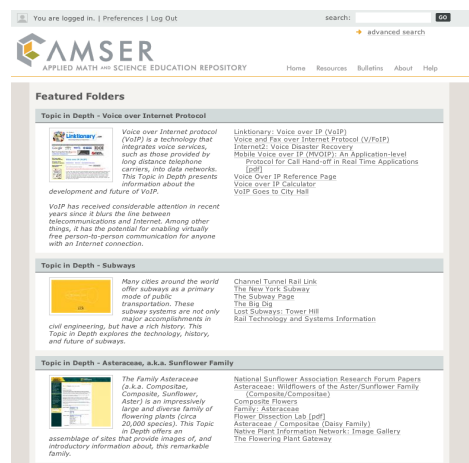 You are logged in. | Preferences | Log Out
search: GO
advanced search
AMSER
APPLIED MATH AND SCIENCE EDUCATION REPOSITORY
Home Resources Bulletins About Help
Featured Folders
Topic in Depth - Voice over Internet Protocol
Voice over Internet protocol
(VoIP) is a technology that
integrates voice services,
such as those provided by
long distance telephone
carriers, into data networks.
This Topic in Depth presents
information about the
development and future of VoIP.
VoIP has received considerable attention in recent
years since it blurs the line between
telecommunications and Internet. Among other
things, it has the potential for enabling virtually
free person-to-person communication for anyone
with an Internet connection.
Linktionary: Voice over IP (VoIP)
Voice and Fax over Internet Protocol (V/FoIP)
Internet2: Voice Disaster Recovery
Mobile Voice over IP (MVOIP): An Application-level
Protocol for Call Hand-off in Real Time Applications
[pdf]
Voice Over IP Reference Page
Voice over IP Calculator
VoIP Goes to City Hall
Topic in Depth - Subways
Many cities around the world
offer subways as a primary
mode of public
transportation. These
subway systems are not only
major accomplishments in
civil engineering, but have a rich history. This
Topic in Depth explores the technology, history,
and future of subways.
Channel Tunnel Rail Link
The New York Subway
The Subway Page
The Big Dig
Lost Subways: Tower Hill
Rail Technology and Systems Information
Topic in Depth - Asteraceae, a.k.a. Sunflower Family
The Family Asteraceae
(a.k.a. Compositae,
Composite, Sunflower,
Aster) is an impressively
large and diverse family of
flowering plants (circa
20,000 species). This Topic
in Depth offers an
assemblage of sites that provide images of, and
introductory information about, this remarkable
family.
National Sunflower Association Research Forum Papers
Asteraceae: Wildflowers of the Aster/Sunflower Family
(Composite/Compositae)
Composite Flowers
Family: Asteraceae
Flower Dissection Lab [pdf]
Asteraceae / Compositae (Daisy Family)
Native Plant Information Network: Image Gallery
The Flowering Plant Gateway